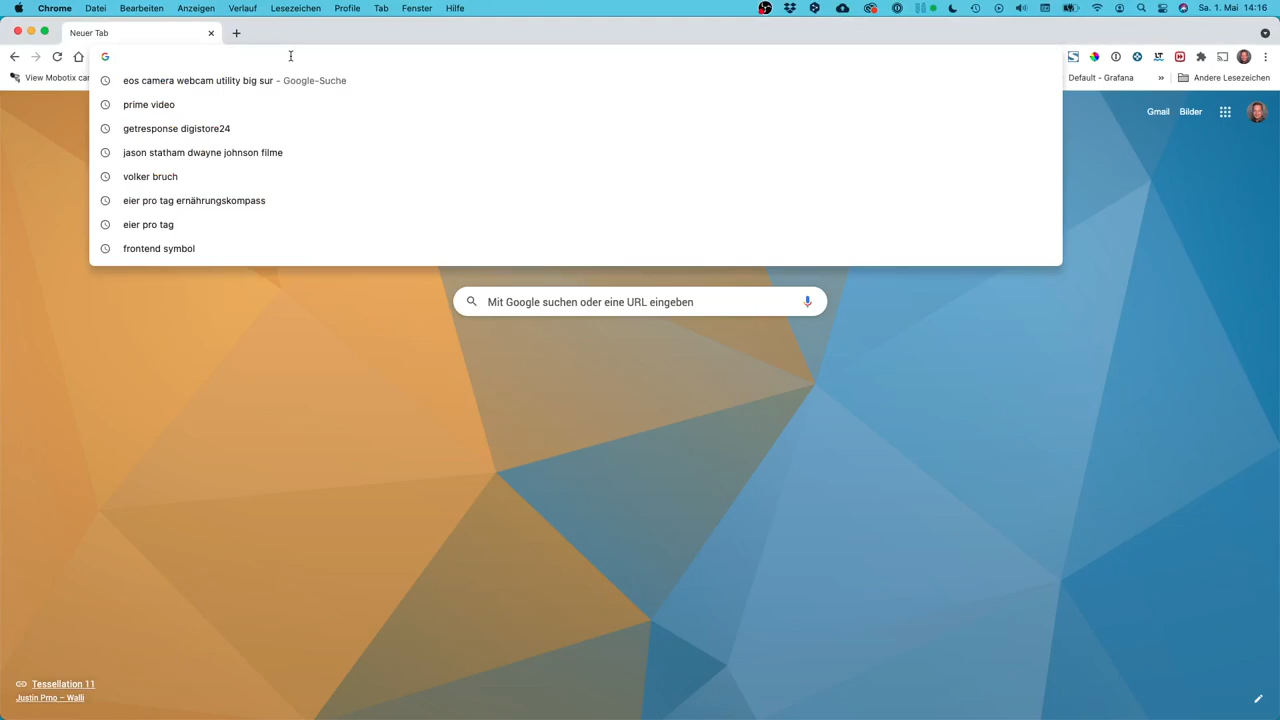 Chrome Datei Bearbeiten Anzeigen Verlauf Lesezeichen Profile Tab Fenster Hilfe Sa. 1. Mai 14:16
Neuer Tab
View Mobotix car
Default - Grafana » Andere Lesezeichen
eos camera webcam utility big sur - Google-Suche
prime video
getresponse digistore24
jason statham dwayne johnson filme
volker bruch
eier pro tag ernährungskompass
eier pro tag
frontend symbol
Gmail Bilder
Mit Google suchen oder eine URL eingeben
Tessellation 11
Justin Pmo – Walli